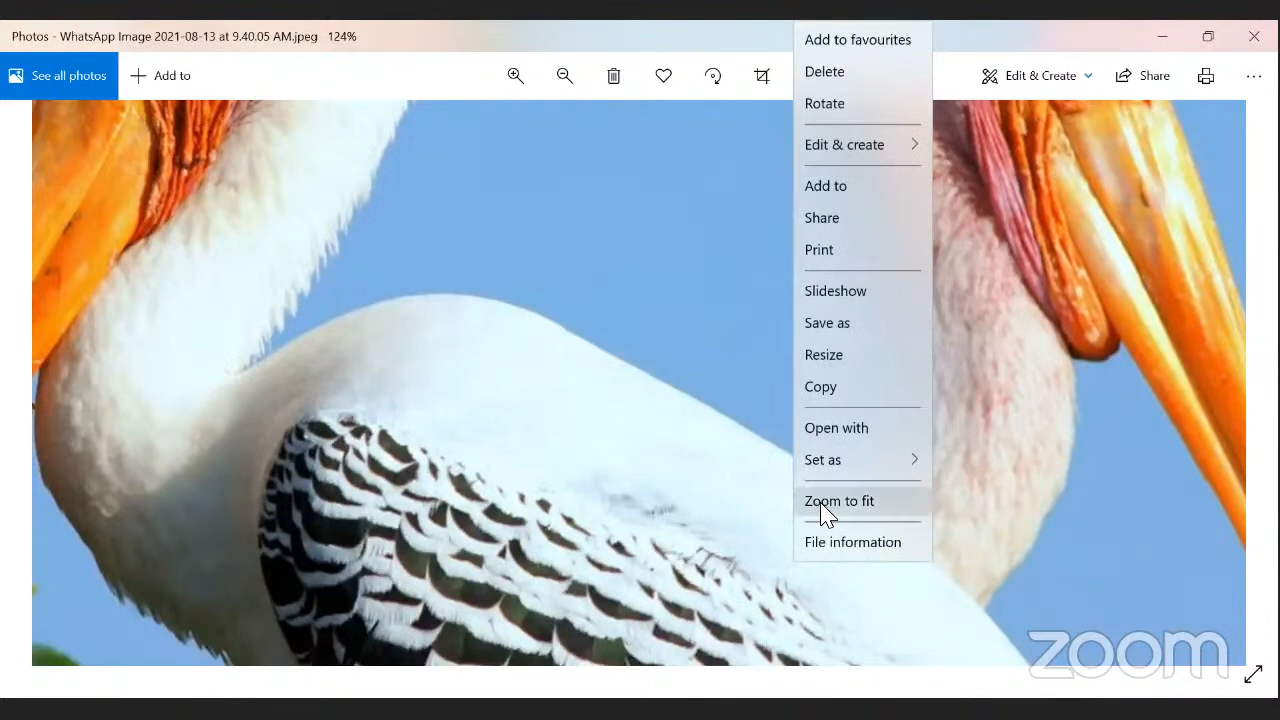 Photos - WhatsApp Image 2021-08-13 at 9.40.05 AM.jpeg 124%
See all photos
Add to
Edit & Create
Share
Add to favourites
Delete
Rotate
Edit & create
Add to
Share
Print
Slideshow
Save as
Resize
Copy
Open with
Set as
Zoom to fit
File information
zoom